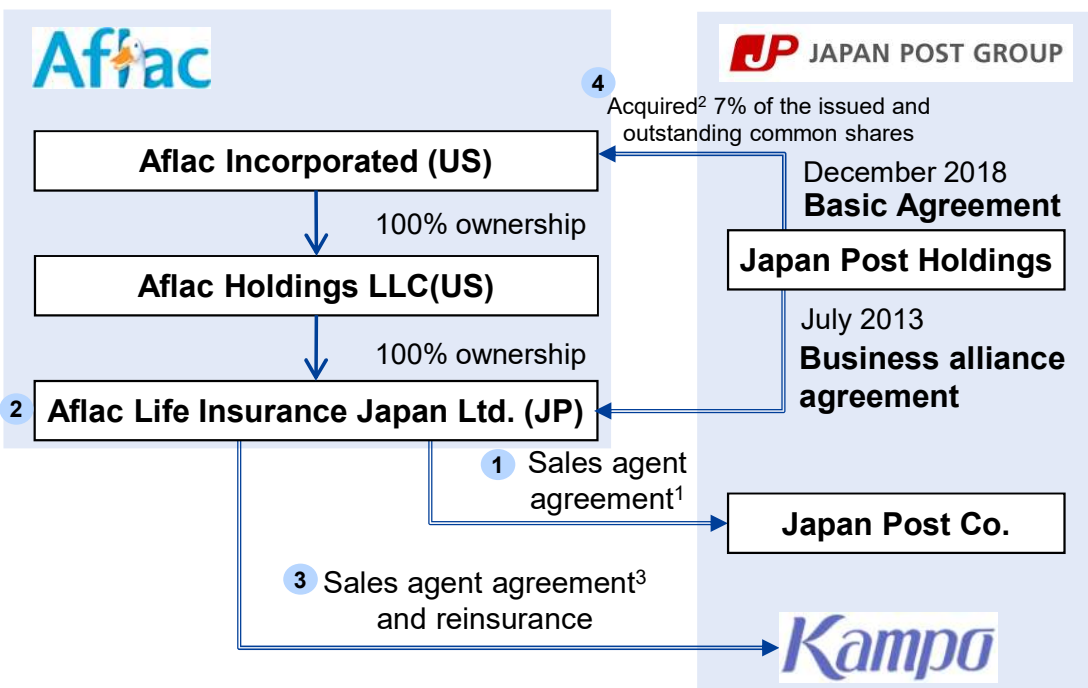 Aflac
JP JAPAN POST GROUP
4
Acquired² 7% of the issued and
outstanding common shares
Aflac Incorporated (US)
December 2018
Basic Agreement
100% ownership
Japan Post Holdings
Aflac Holdings LLC(US)
July 2013
Business alliance
agreement
100% ownership
2
Aflac Life Insurance Japan Ltd. (JP)
1 Sales agent
agreement¹
Japan Post Co.
3 Sales agent agreement³
and reinsurance
Kampo